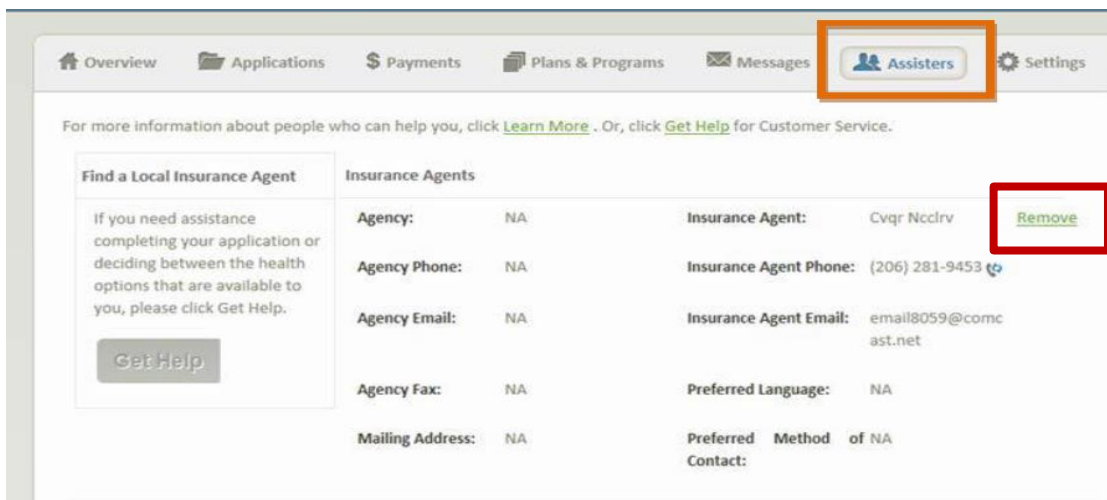 Overview Applications $ Payments Plans & Programs Messages Assisters Settings
For more information about people who can help you, click Learn More . Or, click Get Help for Customer Service.
Find a Local Insurance Agent
If you need assistance
completing your application or
deciding between the health
options that are available to
you, please click Get Help.
Get Help
Insurance Agents
Agency: NA Insurance Agent: Cvqr Ncclrv Remove
Agency Phone: NA Insurance Agent Phone: (206) 281-9453
Agency Email: NA Insurance Agent Email: email8059@comc
ast.net
Agency Fax: NA Preferred Language: NA
Mailing Address: NA Preferred Method of NA
Contact: